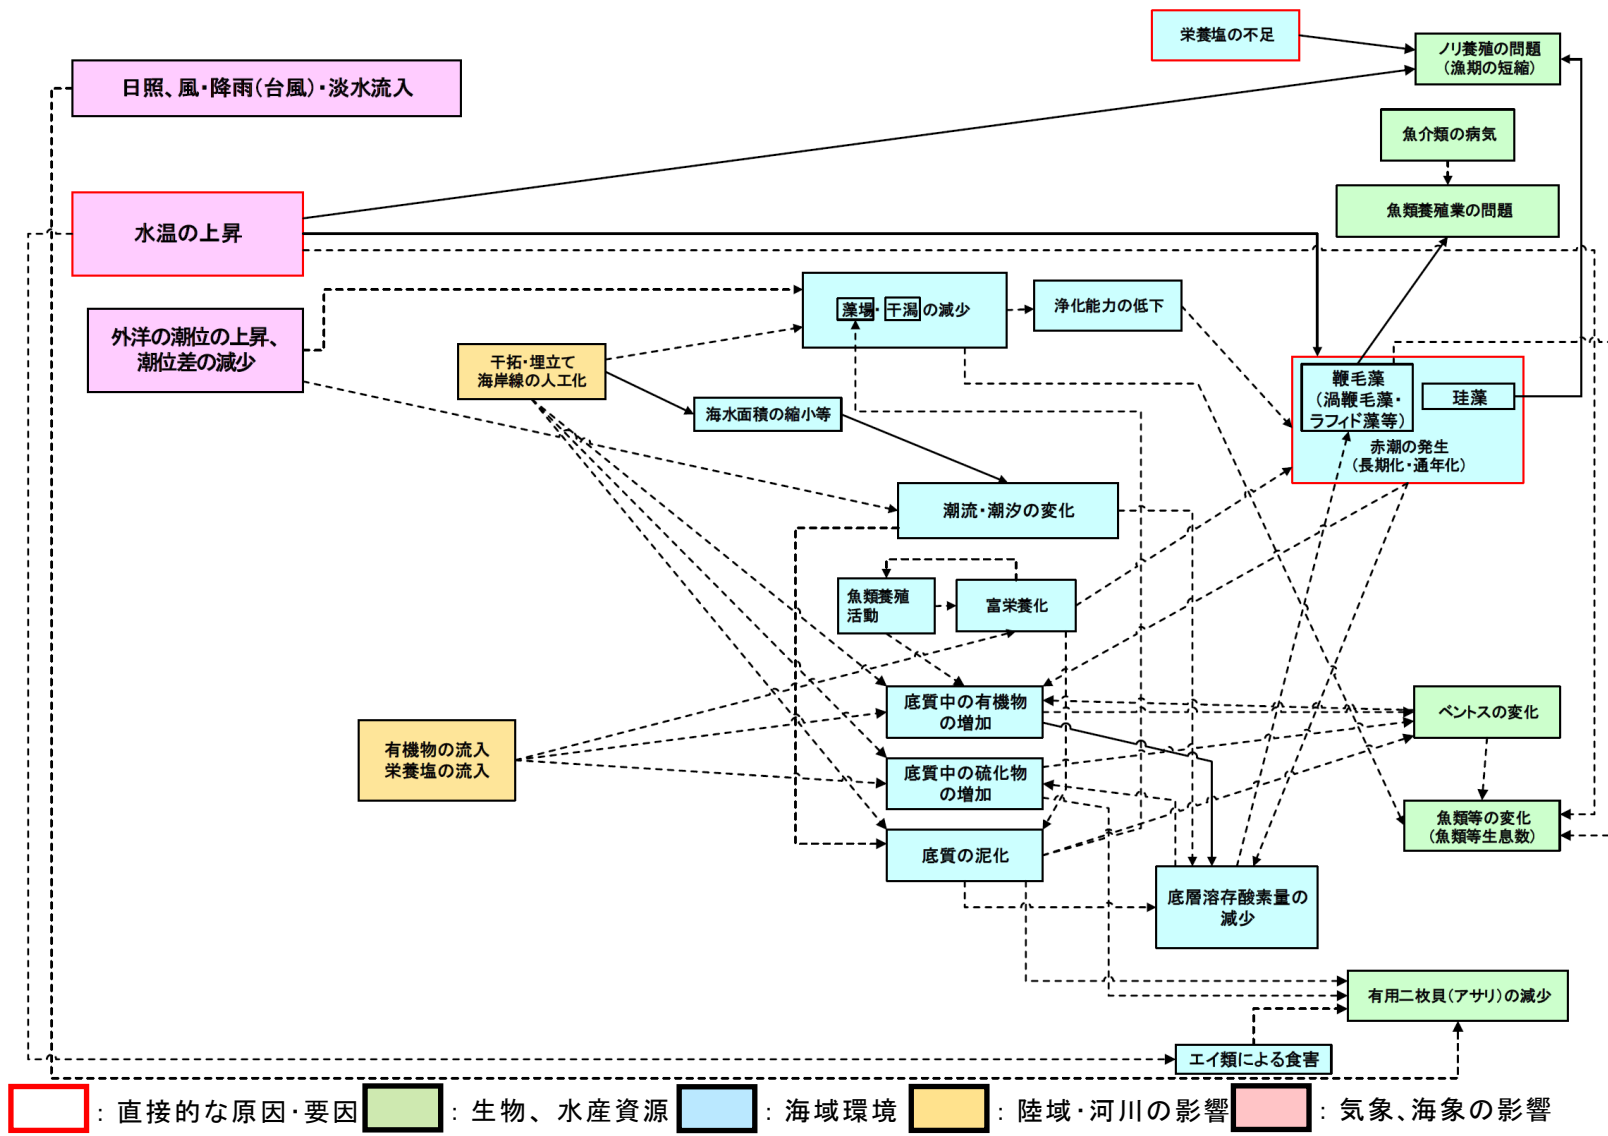 栄養塩の不足
ノリ養殖の問題
（漁期の短縮）
日照、風・降雨（台風）・淡水流入
魚介類の病気
魚類養殖業の問題
水温の上昇
藻場・干潟の減少
浄化能力の低下
外洋の潮位の上昇、
潮位差の減少
干拓・埋立て
海岸線の人工化
海水面積の縮小等
鞭毛藻
（渦鞭毛藻・
ラフィド藻等）
珪藻
赤潮の発生
（長期化・通年化）
潮流・潮汐の変化
魚類養殖
活動
富栄養化
底質中の有機物
の増加
ベントスの変化
有機物の流入
栄養塩の流入
底質中の硫化物
の増加
魚類等の変化
（魚類等生息数）
底質の泥化
底層溶存酸素量の
減少
有用二枚貝（アサリ）の減少
エイ類による食害
：直接的な原因・要因
：生物、水産資源
：海域環境
：陸域・河川の影響
：気象、海象の影響